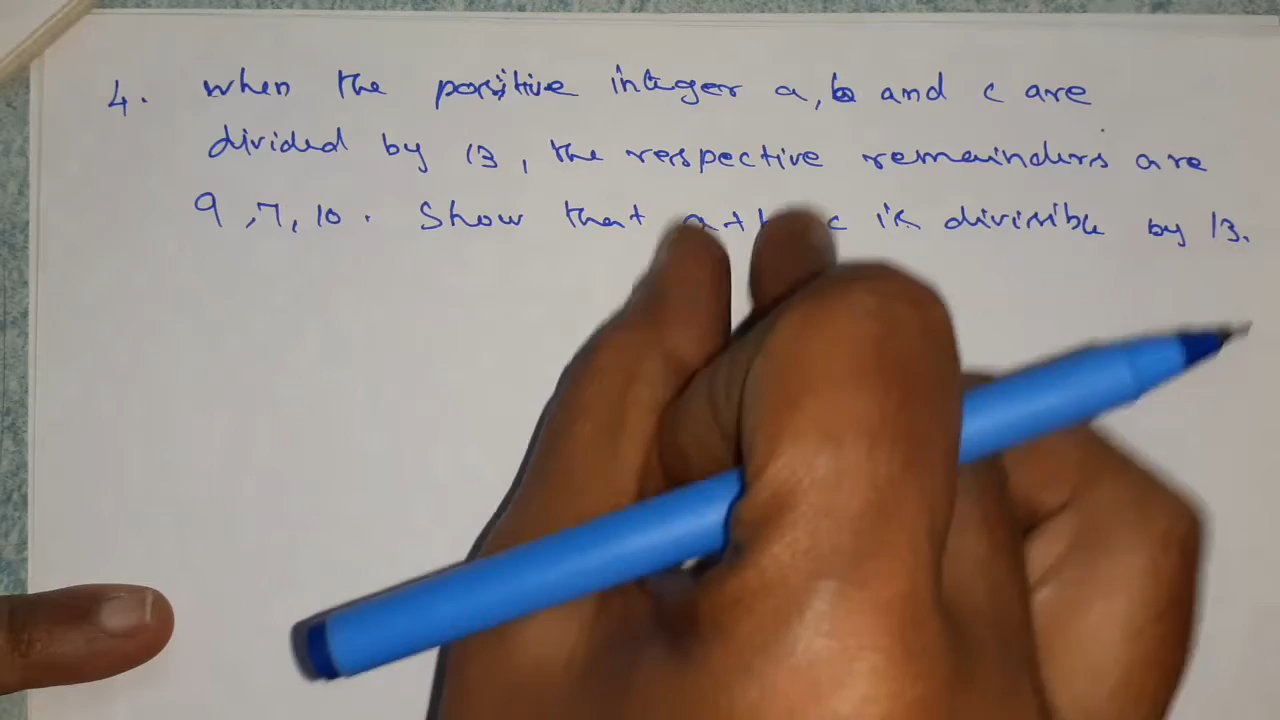 4. when the positive integer a, b and c are
divided by 13, the respective remainders are
9, 7, 10. Show that a + b c is divisible by 13.